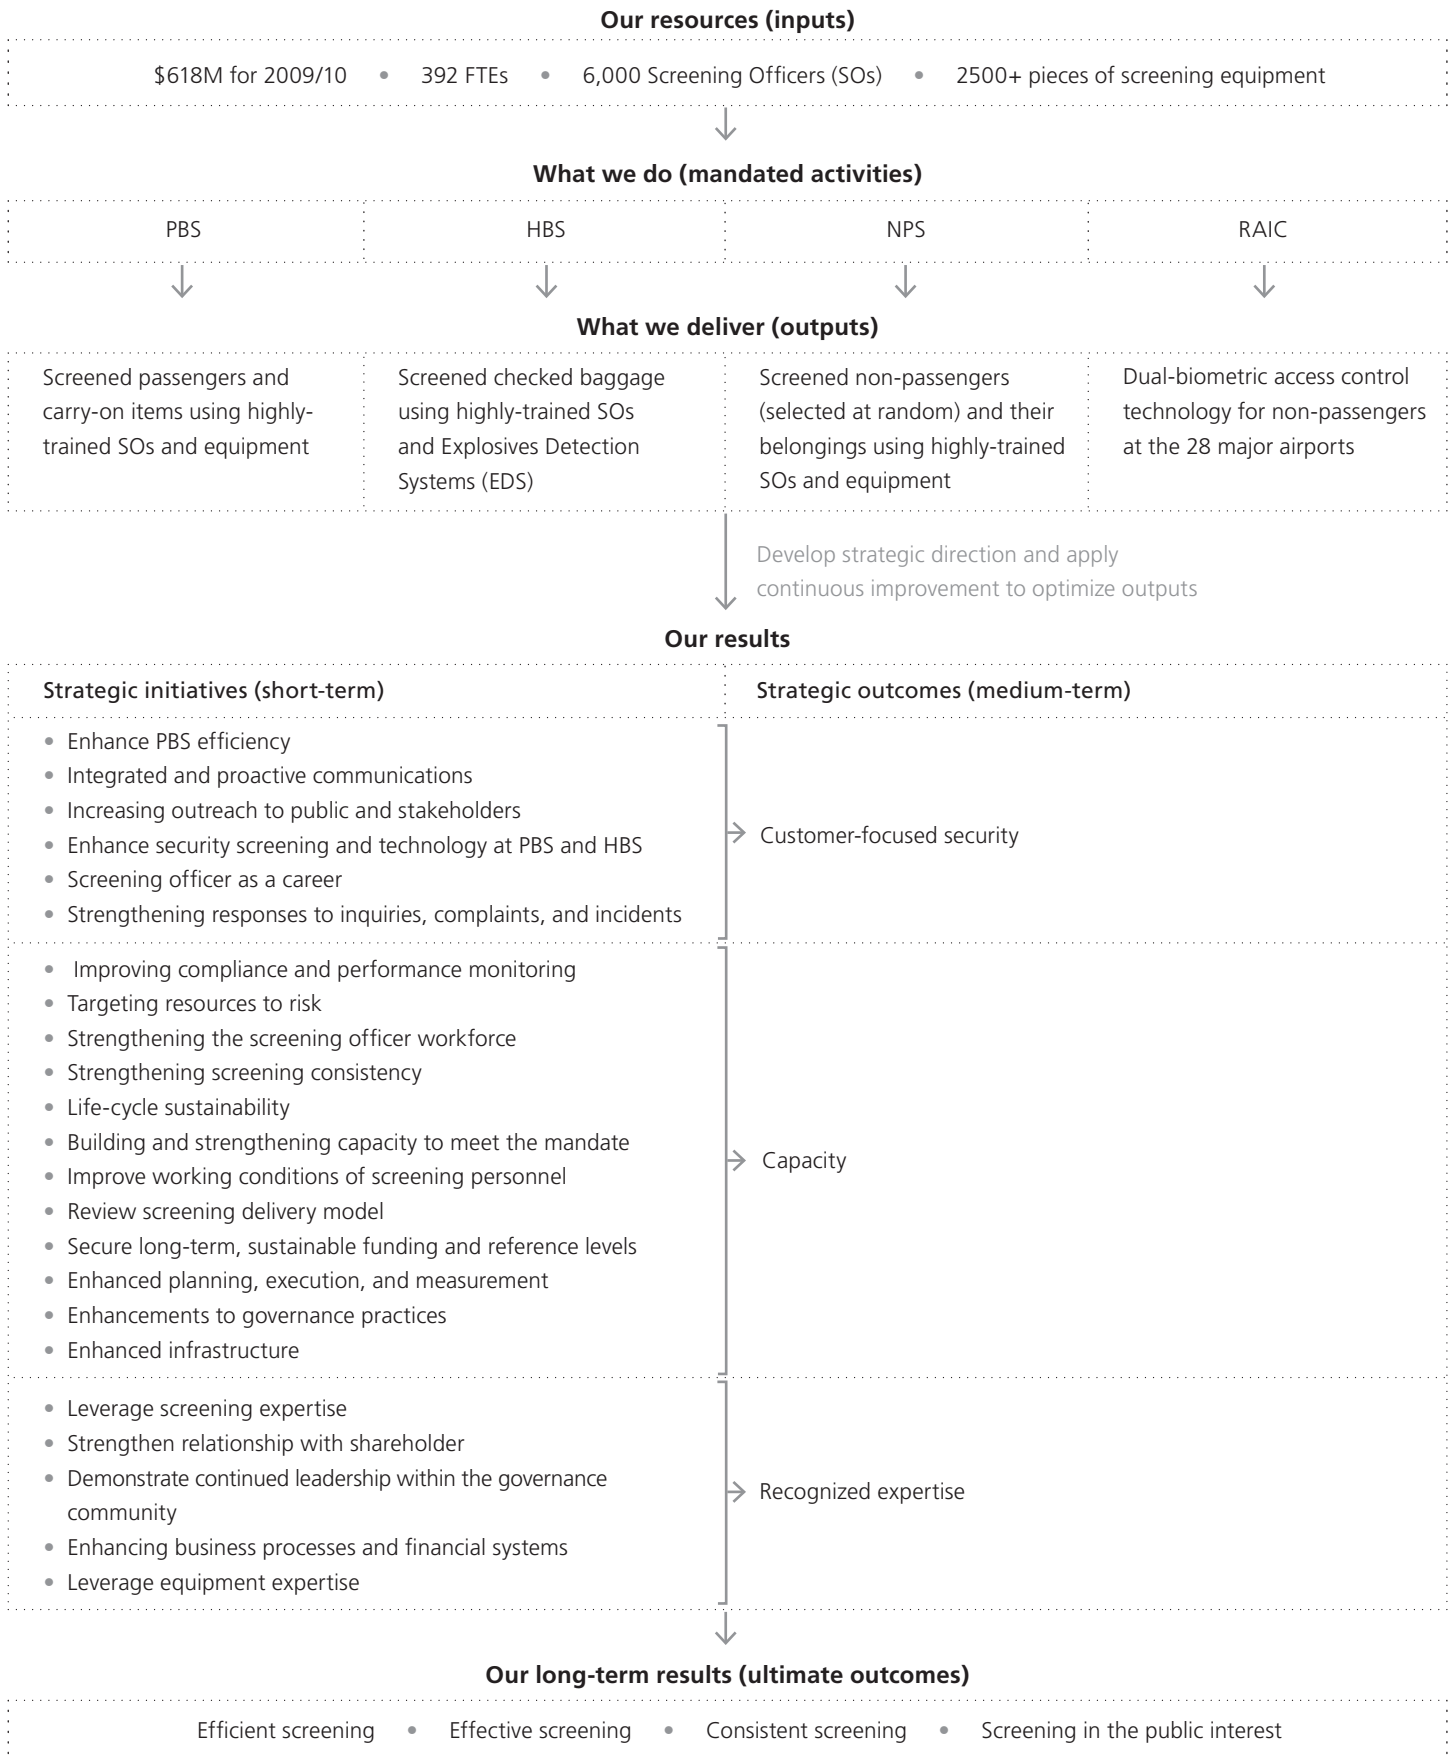 Our resources (inputs)
$618M for 2009/10 • 392 FTEs • 6,000 Screening Officers (SOs) • 2500+ pieces of screening equipment
What we do (mandated activities)
PBS
HBS
NPS
RAIC
What we deliver (outputs)
Screened passengers and
carry-on items using highly-
trained SOs and equipment
Screened checked baggage
using highly-trained SOs
and Explosives Detection
Systems (EDS)
Screened non-passengers
(selected at random) and their
belongings using highly-trained
SOs and equipment
Dual-biometric access control
technology for non-passengers
at the 28 major airports
Develop strategic direction and apply
continuous improvement to optimize outputs
Our results
Strategic initiatives (short-term)
Strategic outcomes (medium-term)
• Enhance PBS efficiency
• Integrated and proactive communications
• Increasing outreach to public and stakeholders
• Enhance security screening and technology at PBS and HBS
• Screening officer as a career
• Strengthening responses to inquiries, complaints, and incidents
Customer-focused security
• Improving compliance and performance monitoring
• Targeting resources to risk
• Strengthening the screening officer workforce
• Strengthening screening consistency
• Life-cycle sustainability
• Building and strengthening capacity to meet the mandate
• Improve working conditions of screening personnel
• Review screening delivery model
• Secure long-term, sustainable funding and reference levels
• Enhanced planning, execution, and measurement
• Enhancements to governance practices
• Enhanced infrastructure
Capacity
• Leverage screening expertise
• Strengthen relationship with shareholder
• Demonstrate continued leadership within the governance
community
• Enhancing business processes and financial systems
• Leverage equipment expertise
Recognized expertise
Our long-term results (ultimate outcomes)
Efficient screening • Effective screening • Consistent screening • Screening in the public interest